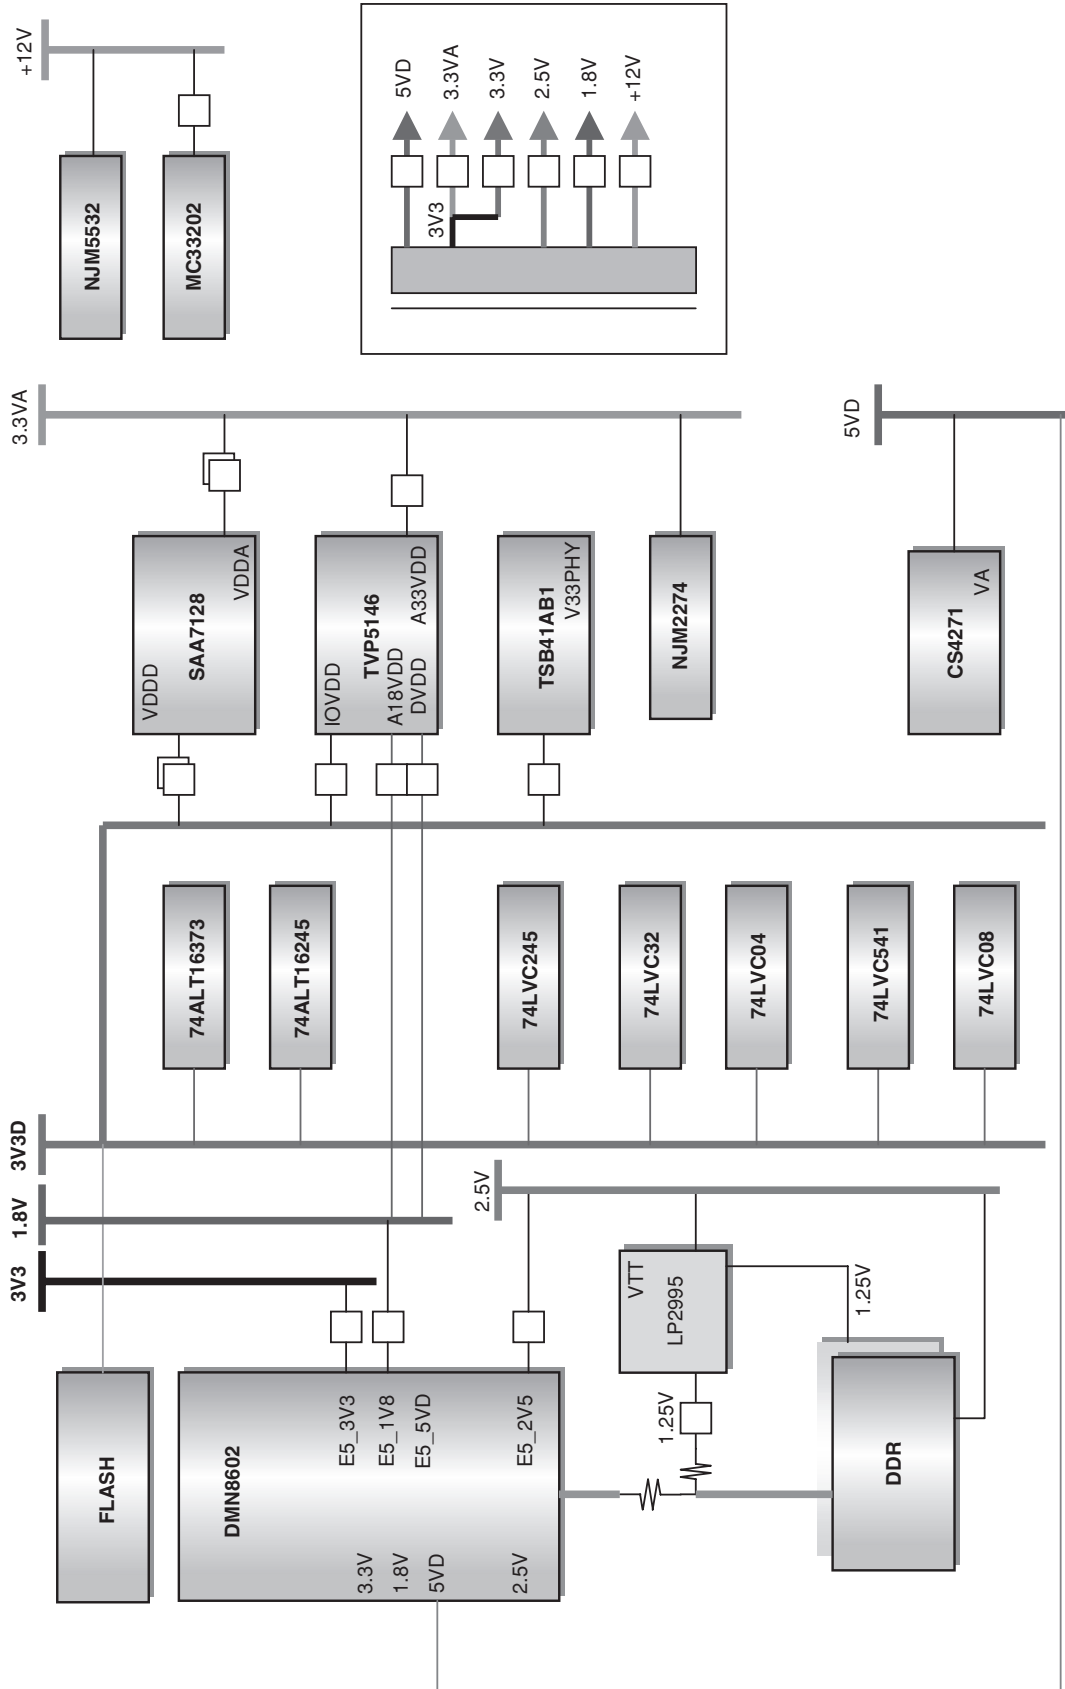 FLASH
DMN8602
3.3V
1.8V
5VD
2.5V
E5_3V3
E5_1V8
E5_5VD
E5_2V5
DDR
1.25V
1.25V
VTT
LP2995
3V3
1.8V
3V3D
2.5V
74ALT16373
74ALT16245
74LVC245
74LVC32
74LVC04
74LVC541
74LVC08
VDDD
SAA7128
VDDA
IOVDD
TVP5146
A18VDD
DVDD
A33VDD
TSB41AB1
V33PHY
NJM2274
CS4271
VA
3.3VA
5VD
NJM5532
MC33202
+12V
3V3
5VD
3.3VA
3.3V
2.5V
1.8V
+12V